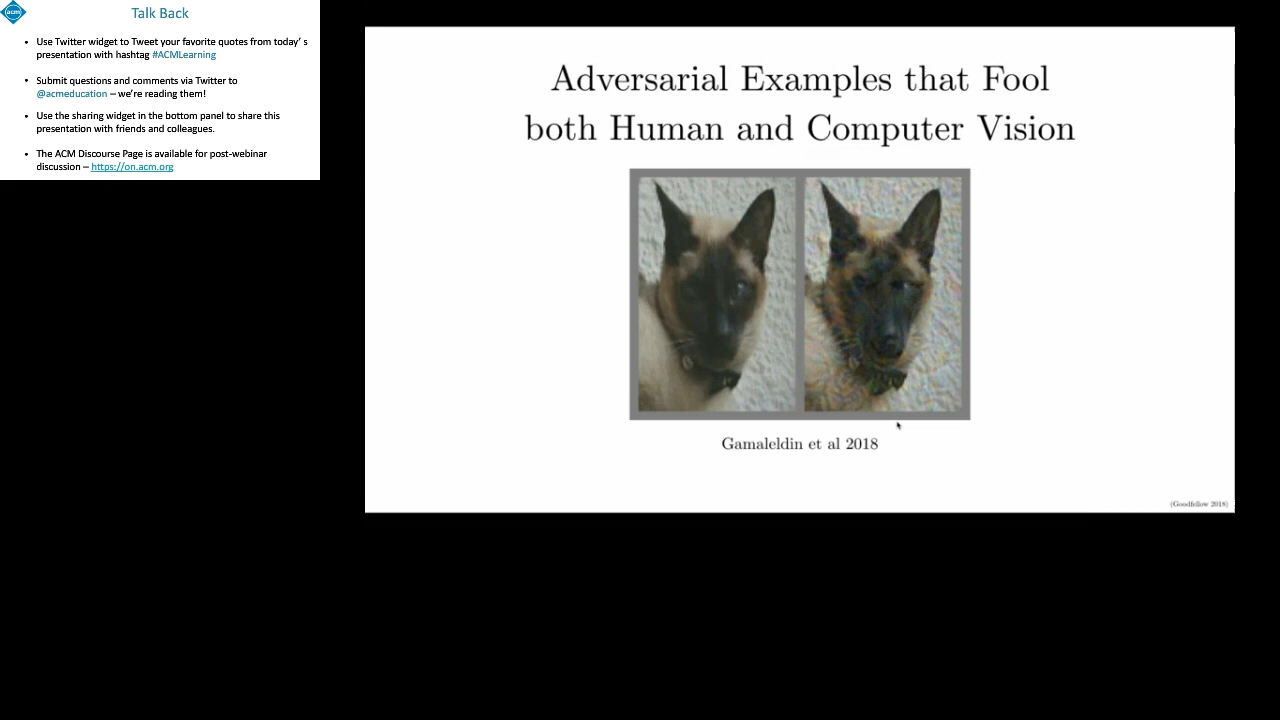 acm
Talk Back
• Use Twitter widget to Tweet your favorite quotes from today' s
presentation with hashtag #ACMLearning
• Submit questions and comments via Twitter to
@acmeducation – we're reading them!
• Use the sharing widget in the bottom panel to share this
presentation with friends and colleagues.
• The ACM Discourse Page is available for post-webinar
discussion – https://on.acm.org
Adversarial Examples that Fool
both Human and Computer Vision
Gamaleldin et al 2018
(Goodfellow 2018)